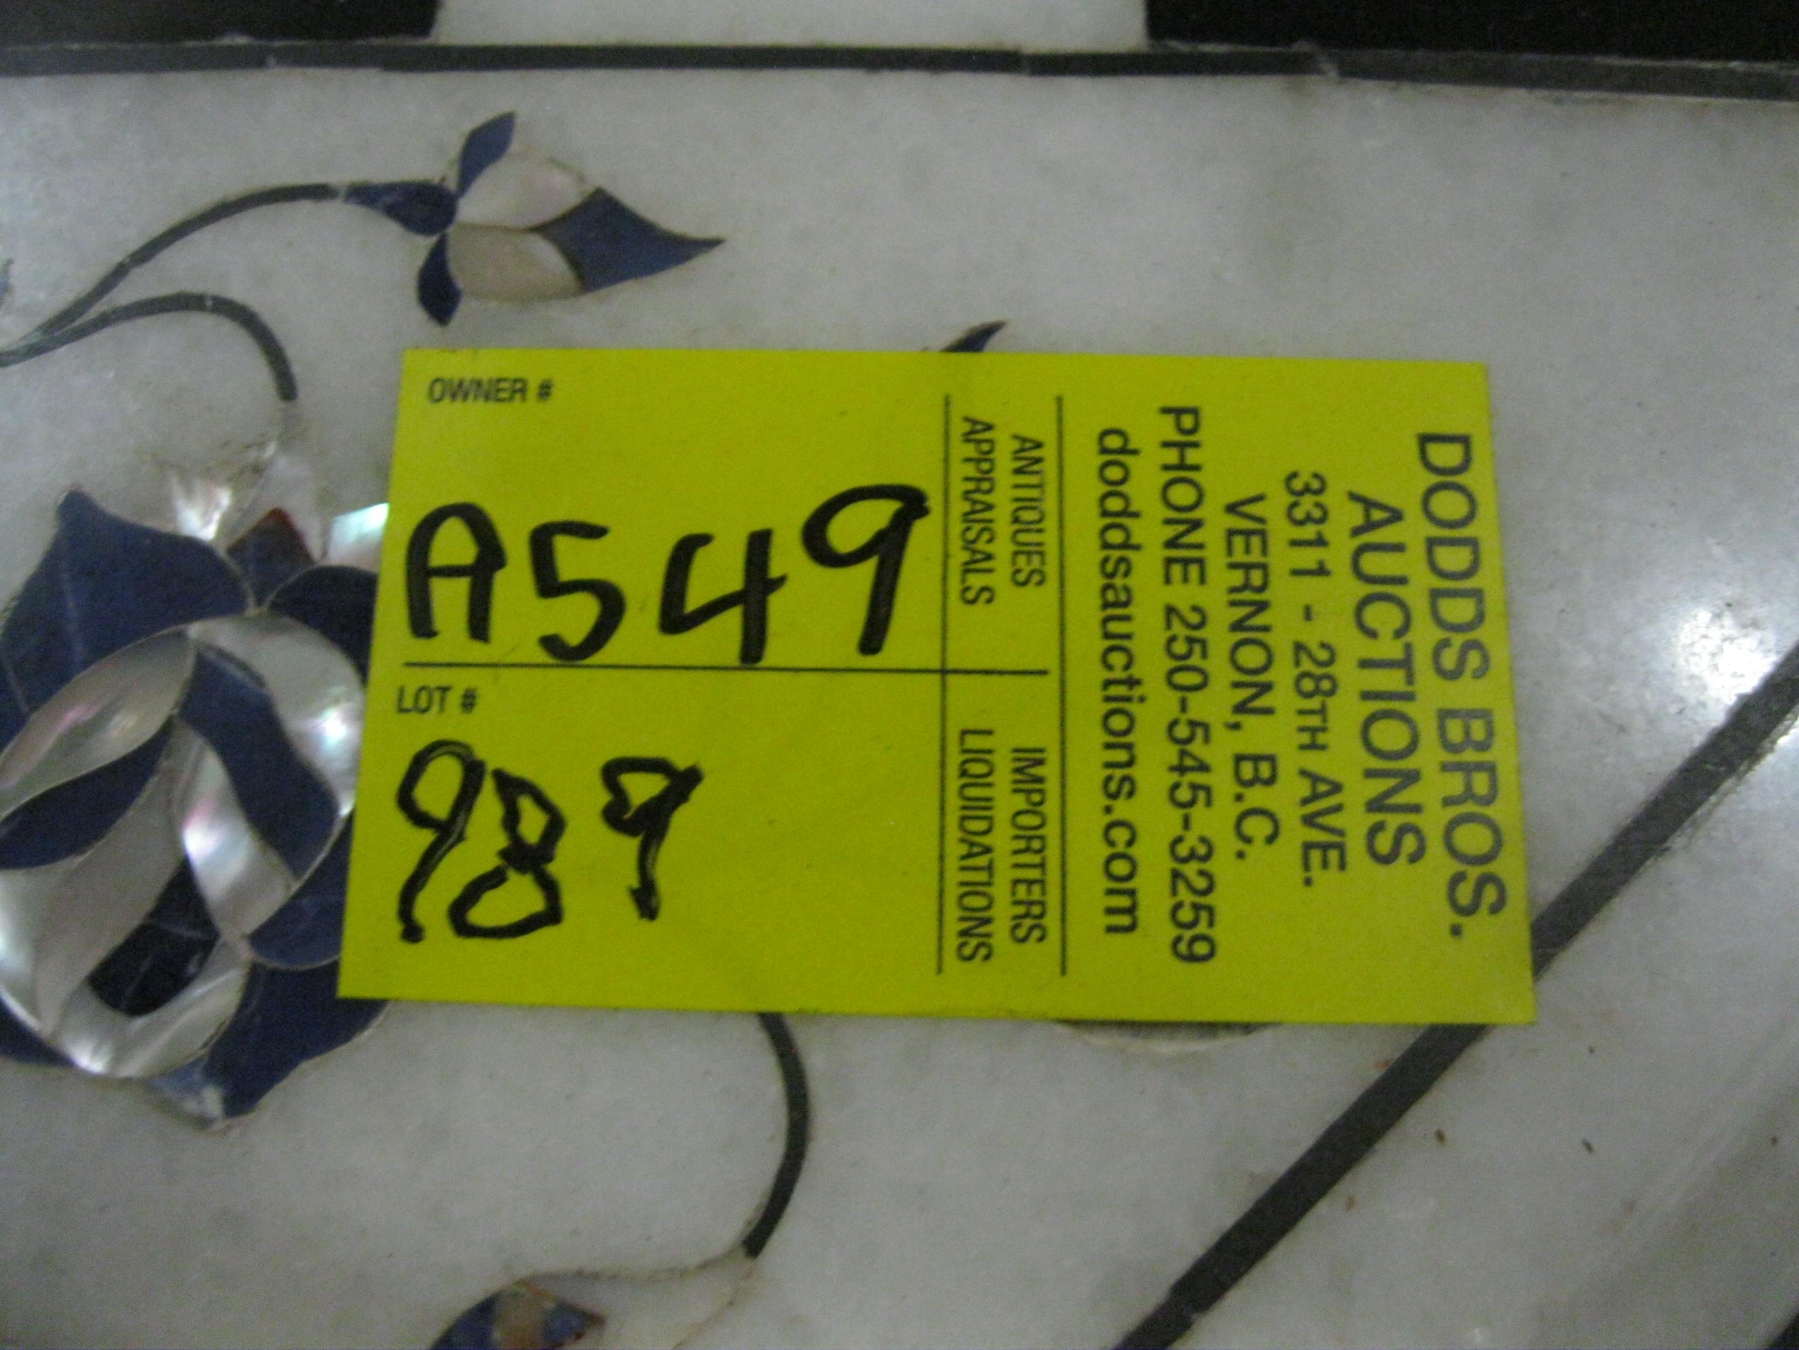 OWNER #
A549
LOT #
989
ANTIQUES IMPORTERS
APPRAISALS LIQUIDATIONS
DODDS BROS.
AUCTIONS
3311 - 28TH AVE.
VERNON, B.C.
PHONE 250-545-3259
doddsauctions.com